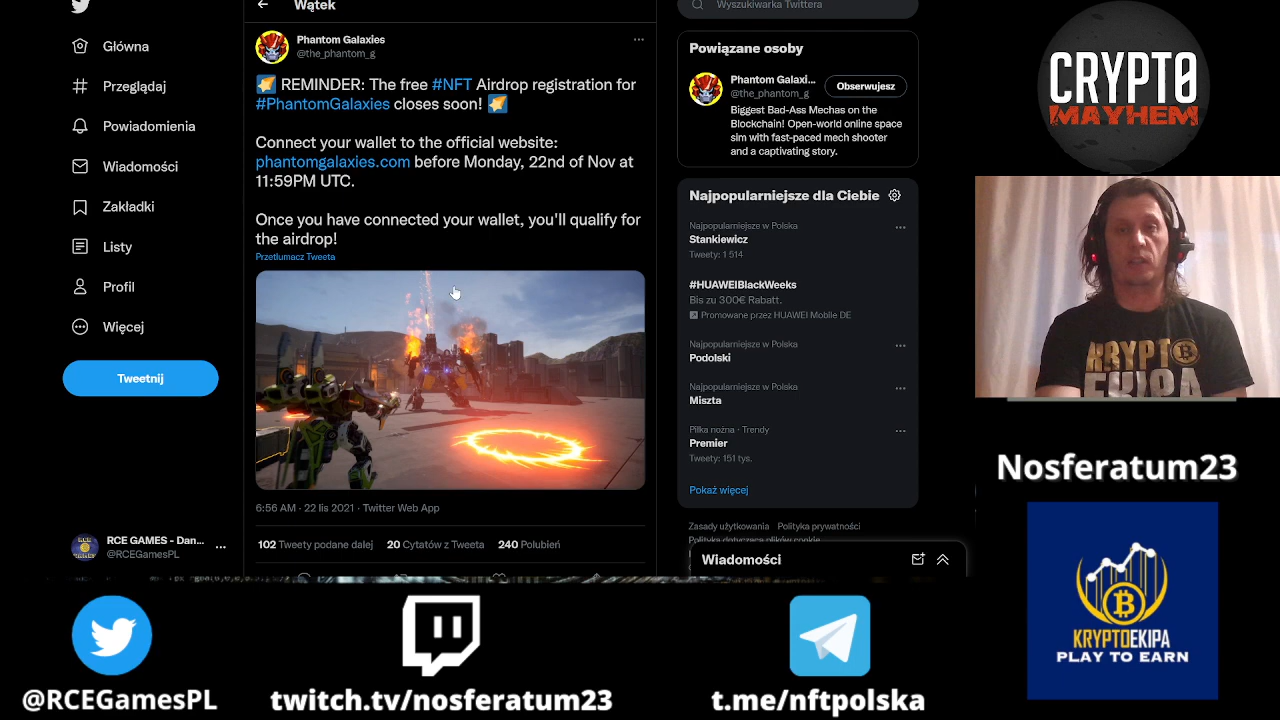 Główna
Przeglądaj
Powiadomienia
Wiadomości
Zakładki
Listy
Profil
Więcej
Tweetnij
RCE GAMES - Dan...
@RCEGamesPL
Wątek
Phantom Galaxies
@the_phantom_g
REMINDER: The free #NFT Airdrop registration for
#PhantomGalaxies closes soon!
Connect your wallet to the official website:
phantomgalaxies.com before Monday, 22nd of Nov at
11:59PM UTC.
Once you have connected your wallet, you'll qualify for
the airdrop!
Przetłumacz Tweeta
6:56 AM · 22 lis 2021 · Twitter Web App
102 Tweety podane dalej 20 Cytatów z Tweeta 240 Polubień
Wyszukiwarka Twittera
Powiązane osoby
Phantom Galaxi...
@the_phantom_g
Obserwujesz
Biggest Bad-Ass Mechas on the
Blockchain! Open-world online space
sim with fast-paced mech shooter
and a captivating story.
Najpopularniejsze dla Ciebie
Najpopularniejsze w Polska
Stankiewicz
Tweety: 1 514
#HUAWEIBlackWeeks
Bis zu 300€ Rabatt.
Promowane przez HUAWEI Mobile DE
Najpopularniejsze w Polska
Podolski
Najpopularniejsze w Polska
Miszta
Piłka nożna · Trendy
Premier
Tweety: 151 tys.
Pokaż więcej
Zasady użytkowania Polityka prywatności
Polityka dotycząca plików cookie
Wiadomości
CRYPTO
MAYHEM
KRYPTO
EKIPA
Nosferatum23
KRYPTOEKIPA
PLAY TO EARN
@RCEGamesPL
twitch.tv/nosferatum23
t.me/nftpolska